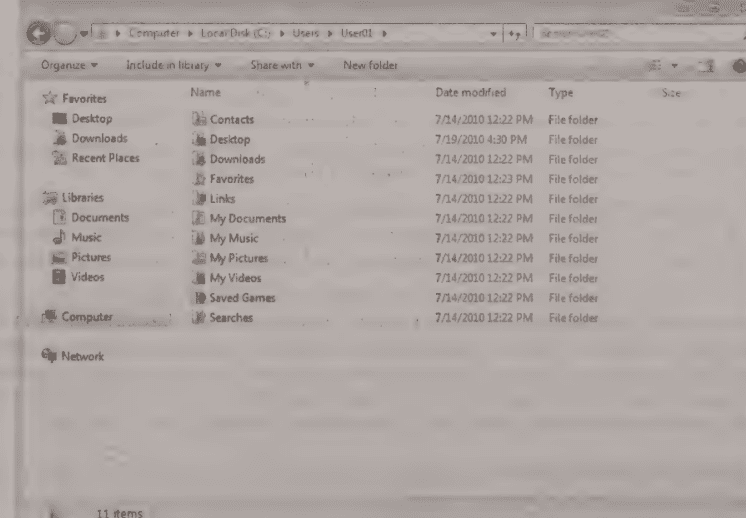 Computer ▸ Local Disk (C:) ▸ Users ▸ User01 ▸
Organize Include in library Share with New folder
Name Date modified Type Size
Favorites
Desktop
Downloads
Recent Places
Libraries
Documents
Music
Pictures
Videos
Computer
Network
Contacts 7/14/2010 12:22 PM File folder
Desktop 7/19/2010 4:30 PM File folder
Downloads 7/14/2010 12:22 PM File folder
Favorites 7/14/2010 12:23 PM File folder
Links 7/14/2010 12:22 PM File folder
My Documents 7/14/2010 12:22 PM File folder
My Music 7/14/2010 12:22 PM File folder
My Pictures 7/14/2010 12:22 PM File folder
My Videos 7/14/2010 12:22 PM File folder
Saved Games 7/14/2010 12:22 PM File folder
Searches 7/14/2010 12:22 PM File folder
11 items